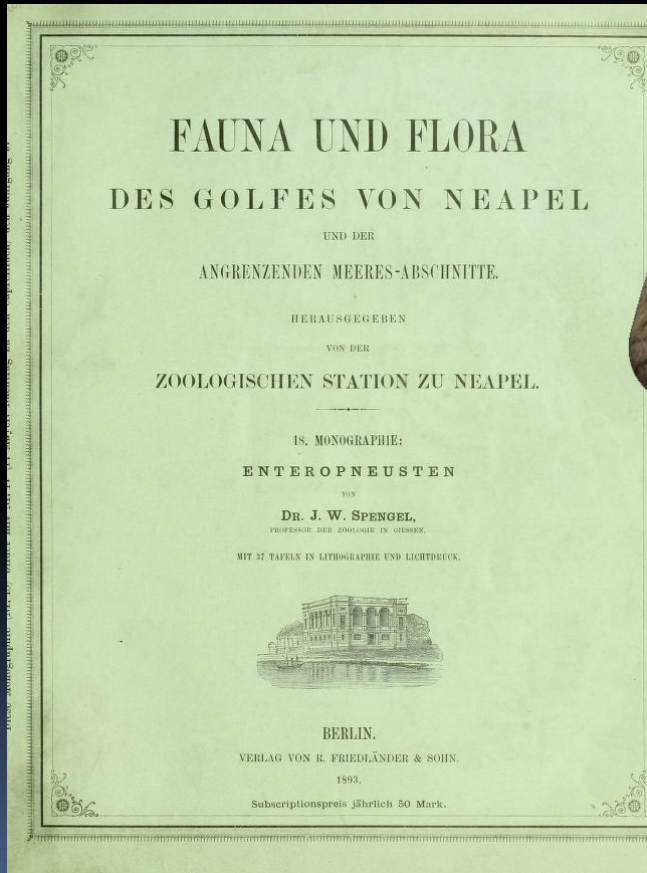 FAUNA UND FLORA
DES GOLFES VON NEAPEL
UND DER
ANGRENZENDEN MEERES-ABSCHNITTE.
HERAUSGEGEBEN
VON DER
ZOOLOGISCHEN STATION ZU NEAPEL.
18. MONOGRAPHIE:
ENTEROPNEUSTEN
VON
DR. J. W. SPENGEL,
PROFESSOR DER ZOOLOGIE IN GIESSEN.
MIT 37 TAFELN IN LITHOGRAPHIE UND LICHTDRUCK.
BERLIN.
VERLAG VON R. FRIEDLÄNDER & SOHN.
1893.
Subscriptionspreis jährlich 50 Mark.